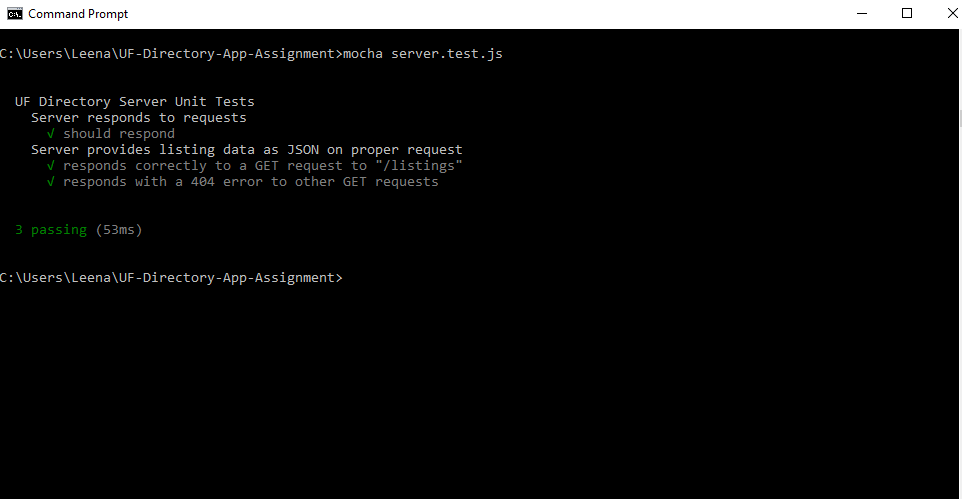 Command Prompt
C:\Users\Leena\UF-Directory-App-Assignment>mocha server.test.js
UF Directory Server Unit Tests
Server responds to requests
√ should respond
Server provides listing data as JSON on proper request
√ responds correctly to a GET request to "/listings"
√ responds with a 404 error to other GET requests
3 passing (53ms)
C:\Users\Leena\UF-Directory-App-Assignment>